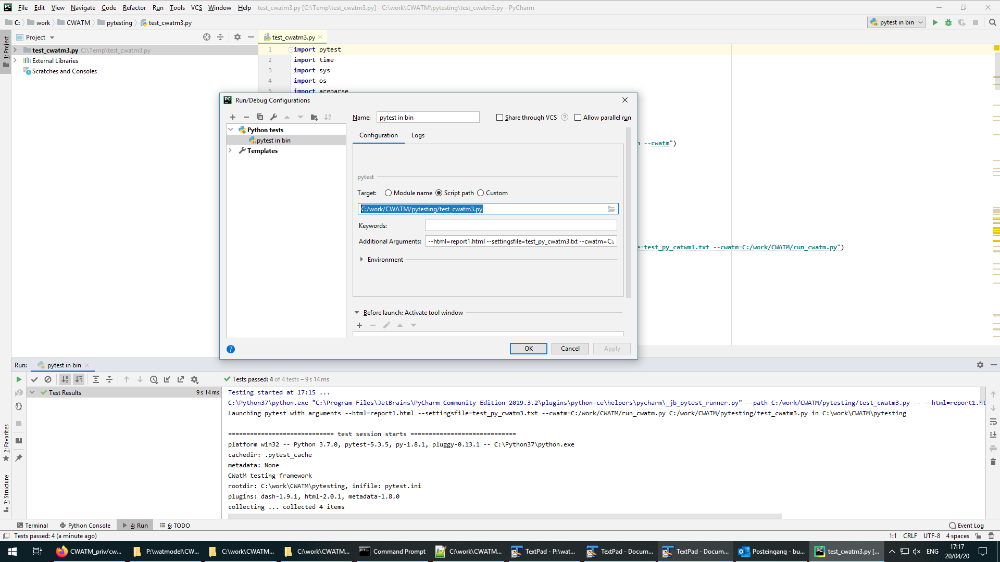 File Edit View Navigate Code Refactor Run Tools VCS Window Help test_cwatm3.py [C:\Temp\test_cwatm3.py] - C:\work\CWATM\pytesting\test_cwatm3.py - PyCharm
C: work CWATM pytesting test_cwatm3.py
pytest in bin
1: Project
Project
test_cwatm3.py
test_cwatm3.py C:\Temp\test_cwatm3.py
External Libraries
Scratches and Consoles
1 import pytest
2 import time
3 import sys
4 import os
5 import argparse
n --cwatm")
=test_py_catwm1.txt --cwatm=C:/work/CWATM/run_cwatm.py")
Run/Debug Configurations
Name: pytest in bin
Share through VCS
Allow parallel run
Python tests
pytest in bin
Templates
Configuration Logs
pytest
Target: Module name Script path Custom
C:/work/CWATM/pytesting/test_cwatm3.py
Keywords:
Additional Arguments: --html=report1.html --settingsfile=test_py_cwatm3.txt --cwatm=C:/
Environment
Before launch: Activate tool window
OK Cancel Apply
Run: pytest in bin
Tests passed: 4 of 4 tests – 9 s 14 ms
Test Results 9 s 14 ms
Testing started at 17:15 ...
C:\Python37\python.exe "C:\Program Files\JetBrains\PyCharm Community Edition 2019.3.2\plugins\python-ce\helpers\pycharm\_jb_pytest_runner.py" --path C:/work/CWATM/pytesting/test_cwatm3.py -- --html=report1.ht
Launching pytest with arguments --html=report1.html --settingsfile=test_py_cwatm3.txt --cwatm=C:/work/CWATM/run_cwatm.py C:/work/CWATM/pytesting/test_cwatm3.py in C:\work\CWATM\pytesting
============================= test session starts =============================
platform win32 -- Python 3.7.0, pytest-5.3.5, py-1.8.1, pluggy-0.13.1 -- C:\Python37\python.exe
cachedir: .pytest_cache
metadata: None
CWatM testing framework
rootdir: C:\work\CWATM\pytesting, inifile: pytest.ini
plugins: dash-1.9.1, html-2.0.1, metadata-1.8.0
collecting ... collected 4 items
2: Favorites
7: Structure
Terminal Python Console 4: Run 6: TODO Event Log
Tests passed: 4 (a minute ago) 1:1 CRLF UTF-8 4 spaces
CWATM_priv/cw... P:\watmodel\CW... C:\work\CWATM... C:\work\CWATM... Command Prompt C:\work\CWATM... TextPad - P:\wat... TextPad - Docum... TextPad - Docum... Posteingang - bu... test_cwatm3.py [... ENG 17:17
20/04/20